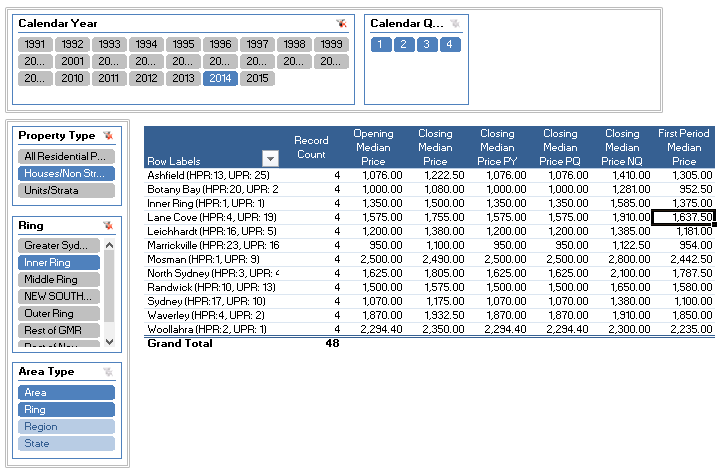 Calendar Year
1991 1992 1993 1994 1995 1996 1997 1998 1999
20... 2001 20... 20... 20... 20... 20... 20... 20...
20... 2010 2011 2012 2013 2014 2015
Calendar Q...
1 2 3 4
Property Type
All Residential P...
Houses/Non Str...
Units/Strata
Ring
Greater Syd...
Inner Ring
Middle Ring
NEW SOUTH...
Outer Ring
Rest of GMR
Area Type
Area
Ring
Region
State
Row Labels Record Count Opening Median Price Closing Median Price Closing Median Price PY Closing Median Price PQ Closing Median Price NQ First Period Median Price
Ashfield (HPR:13, UPR: 25) 4 1,076.00 1,222.50 1,076.00 1,076.00 1,410.00 1,305.00
Botany Bay (HPR:20, UPR: 2 4 1,000.00 1,080.00 1,000.00 1,000.00 1,281.00 952.50
Inner Ring (HPR:1, UPR: 1) 4 1,350.00 1,500.00 1,350.00 1,350.00 1,585.00 1,375.00
Lane Cove (HPR:4, UPR: 19) 4 1,575.00 1,755.00 1,575.00 1,575.00 1,910.00 1,637.50
Leichhardt (HPR:16, UPR: 5) 4 1,200.00 1,380.00 1,200.00 1,200.00 1,385.00 1,181.00
Marrickville (HPR:23, UPR: 16 4 950.00 1,100.00 950.00 950.00 1,122.50 954.00
Mosman (HPR:1, UPR: 9) 4 2,500.00 2,490.00 2,500.00 2,500.00 2,800.00 2,442.50
North Sydney (HPR:3, UPR: 4 1,625.00 1,805.00 1,625.00 1,625.00 2,100.00 1,787.50
Randwick (HPR:10, UPR: 13) 4 1,500.00 1,575.00 1,500.00 1,500.00 1,650.00 1,580.00
Sydney (HPR:17, UPR: 10) 4 1,070.00 1,175.00 1,070.00 1,070.00 1,380.00 1,100.00
Waverley (HPR:4, UPR: 2) 4 1,870.00 1,932.50 1,870.00 1,870.00 1,910.00 1,850.00
Woollahra (HPR:2, UPR: 1) 4 2,294.40 2,350.00 2,294.40 2,294.40 2,300.00 2,235.00
Grand Total 48